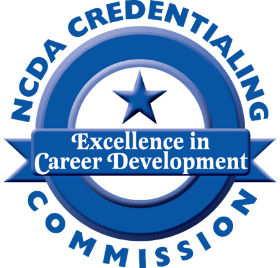 NCDA CREDENTIALING
Excellence in
Career Development
COMMISSION